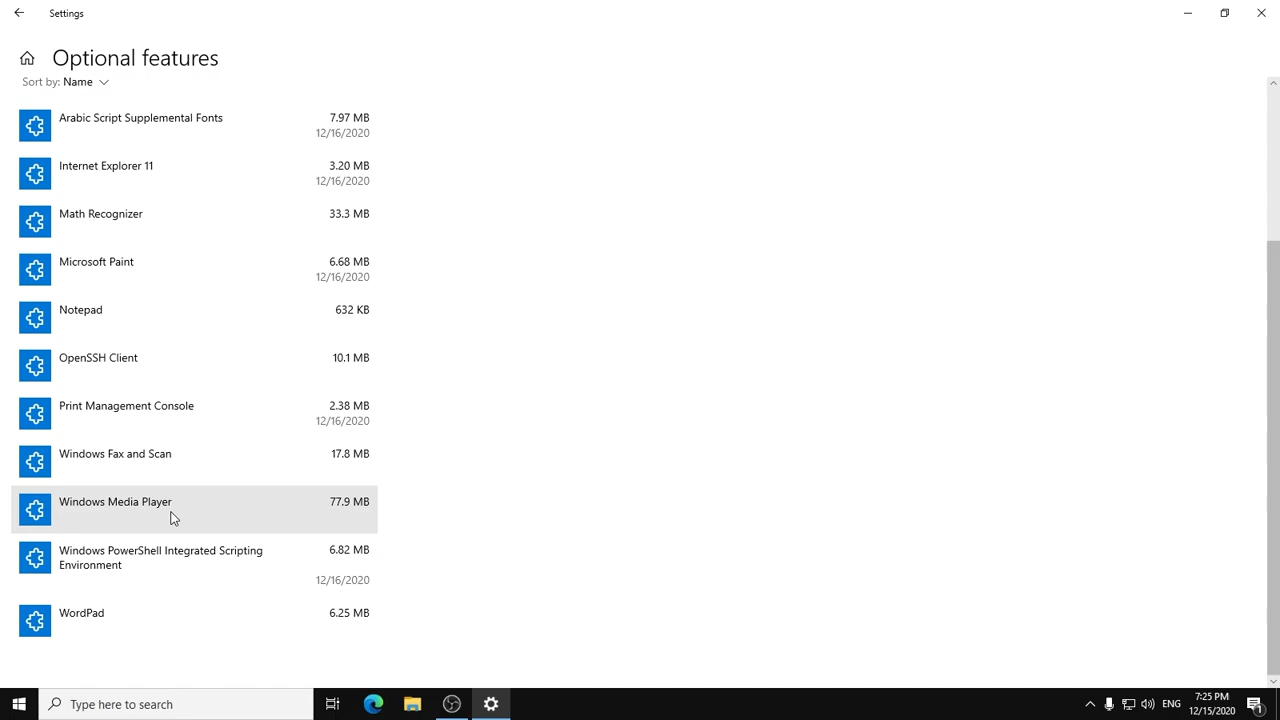 Settings
Optional features
Sort by: Name
Arabic Script Supplemental Fonts 7.97 MB
12/16/2020
Internet Explorer 11 3.20 MB
12/16/2020
Math Recognizer 33.3 MB
Microsoft Paint 6.68 MB
12/16/2020
Notepad 632 KB
OpenSSH Client 10.1 MB
Print Management Console 2.38 MB
12/16/2020
Windows Fax and Scan 17.8 MB
Windows Media Player 77.9 MB
Windows PowerShell Integrated Scripting 6.82 MB
Environment
12/16/2020
WordPad 6.25 MB
Type here to search
ENG
7:25 PM
12/15/2020
1